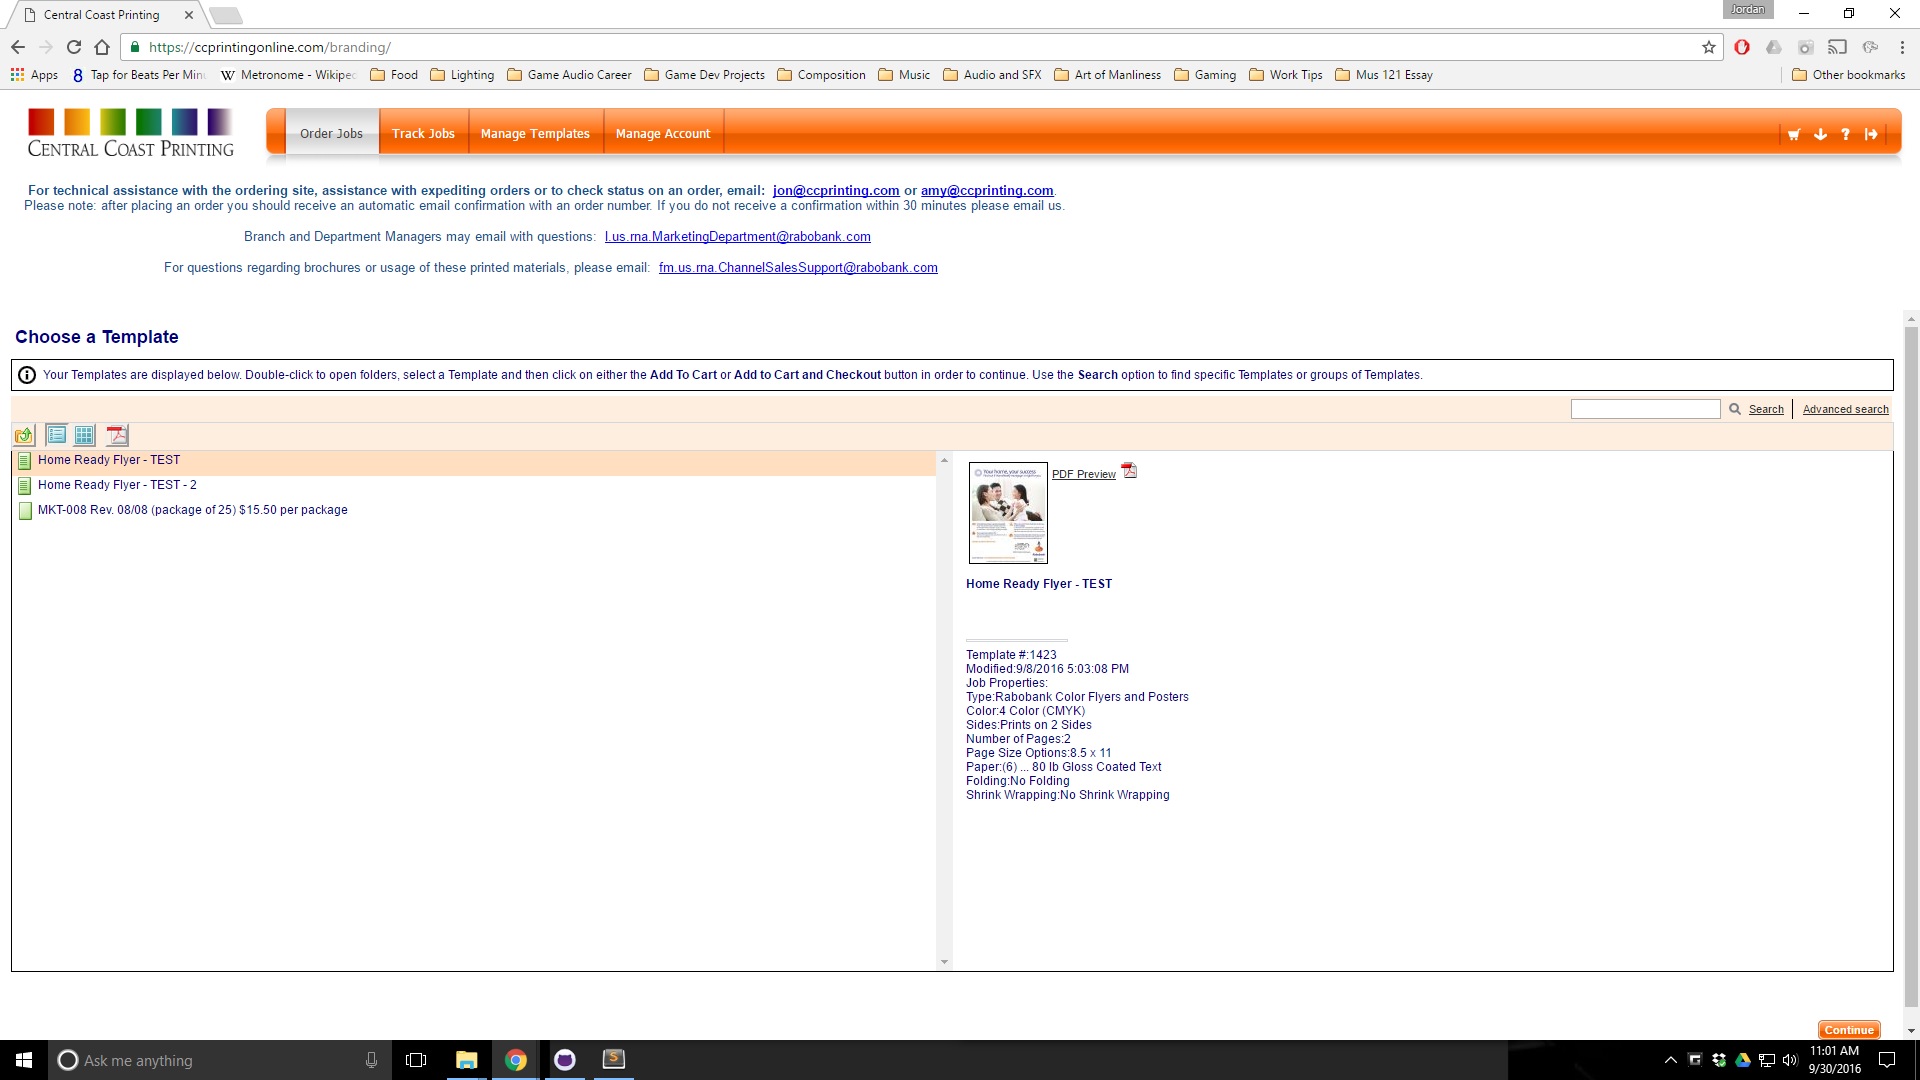 Central Coast Printing
Jordan
https://ccprintingonline.com/branding/
Apps
Tap for Beats Per Minu
Metronome - Wikiped
Food
Lighting
Game Audio Career
Game Dev Projects
Composition
Music
Audio and SFX
Art of Manliness
Gaming
Work Tips
Mus 121 Essay
Other bookmarks
CENTRAL COAST PRINTING
Order Jobs
Track Jobs
Manage Templates
Manage Account
For technical assistance with the ordering site, assistance with expediting orders or to check status on an order, email: jon@ccprinting.com or amy@ccprinting.com.
Please note: after placing an order you should receive an automatic email confirmation with an order number. If you do not receive a confirmation within 30 minutes please email us.
Branch and Department Managers may email with questions: I.us.rna.MarketingDepartment@rabobank.com
For questions regarding brochures or usage of these printed materials, please email: fm.us.rna.ChannelSalesSupport@rabobank.com
Choose a Template
Your Templates are displayed below. Double-click to open folders, select a Template and then click on either the Add To Cart or Add to Cart and Checkout button in order to continue. Use the Search option to find specific Templates or groups of Templates.
Search
Advanced search
Home Ready Flyer - TEST
Home Ready Flyer - TEST - 2
MKT-008 Rev. 08/08 (package of 25) $15.50 per package
Your home, your success
PDF Preview
Home Ready Flyer - TEST
Template #:1423
Modified:9/8/2016 5:03:08 PM
Job Properties:
Type:Rabobank Color Flyers and Posters
Color:4 Color (CMYK)
Sides:Prints on 2 Sides
Number of Pages:2
Page Size Options:8.5 x 11
Paper:(6) ... 80 lb Gloss Coated Text
Folding:No Folding
Shrink Wrapping:No Shrink Wrapping
Continue
Ask me anything
11:01 AM
9/30/2016